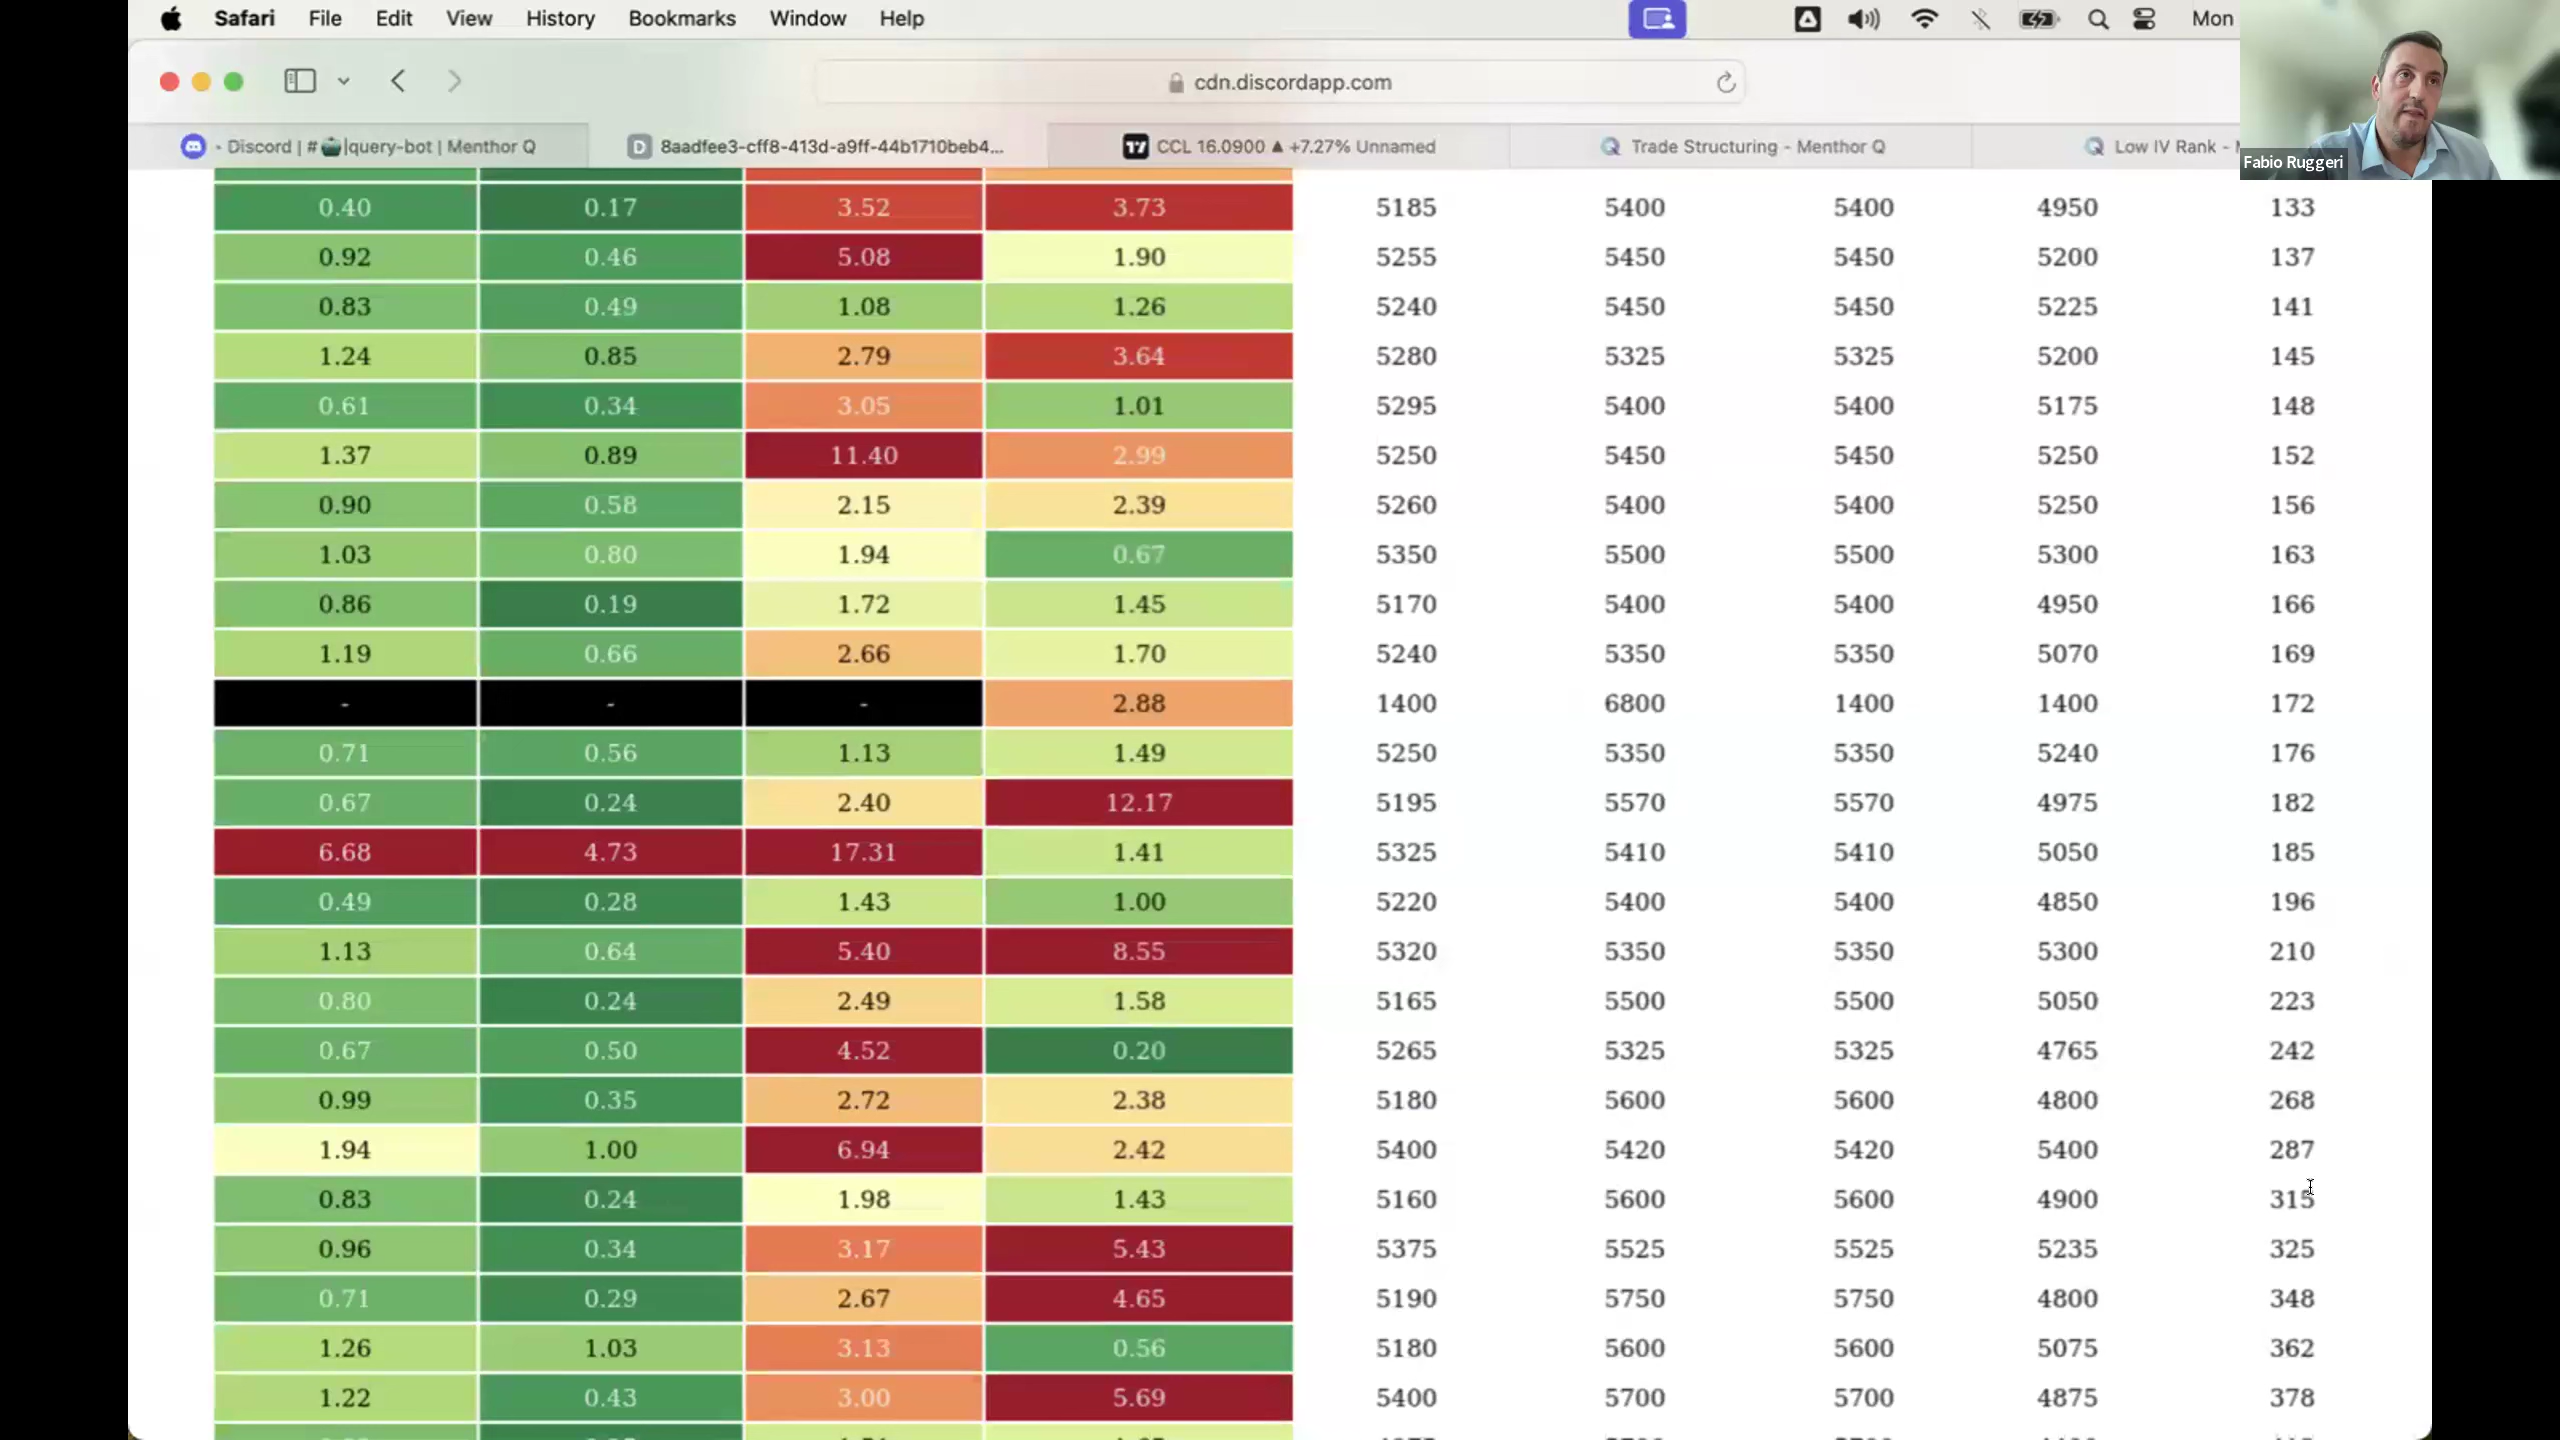 Safari File Edit View History Bookmarks Window Help Mon
cdn.discordapp.com
- Discord | # |query-bot | Menthor Q 8aadfee3-cff8-413d-a9ff-44b1710beb4... CCL 16.0900 ▲ +7.27% Unnamed Trade Structuring - Menthor Q Low IV Rank -
Fabio Ruggeri
0.40 0.17 3.52 3.73 5185 5400 5400 4950 133
0.92 0.46 5.08 1.90 5255 5450 5450 5200 137
0.83 0.49 1.08 1.26 5240 5450 5450 5225 141
1.24 0.85 2.79 3.64 5280 5325 5325 5200 145
0.61 0.34 3.05 1.01 5295 5400 5400 5175 148
1.37 0.89 11.40 2.99 5250 5450 5450 5250 152
0.90 0.58 2.15 2.39 5260 5400 5400 5250 156
1.03 0.80 1.94 0.67 5350 5500 5500 5300 163
0.86 0.19 1.72 1.45 5170 5400 5400 4950 166
1.19 0.66 2.66 1.70 5240 5350 5350 5070 169
- - - 2.88 1400 6800 1400 1400 172
0.71 0.56 1.13 1.49 5250 5350 5350 5240 176
0.67 0.24 2.40 12.17 5195 5570 5570 4975 182
6.68 4.73 17.31 1.41 5325 5410 5410 5050 185
0.49 0.28 1.43 1.00 5220 5400 5400 4850 196
1.13 0.64 5.40 8.55 5320 5350 5350 5300 210
0.80 0.24 2.49 1.58 5165 5500 5500 5050 223
0.67 0.50 4.52 0.20 5265 5325 5325 4765 242
0.99 0.35 2.72 2.38 5180 5600 5600 4800 268
1.94 1.00 6.94 2.42 5400 5420 5420 5400 287
0.83 0.24 1.98 1.43 5160 5600 5600 4900 315
0.96 0.34 3.17 5.43 5375 5525 5525 5235 325
0.71 0.29 2.67 4.65 5190 5750 5750 4800 348
1.26 1.03 3.13 0.56 5180 5600 5600 5075 362
1.22 0.43 3.00 5.69 5400 5700 5700 4875 378